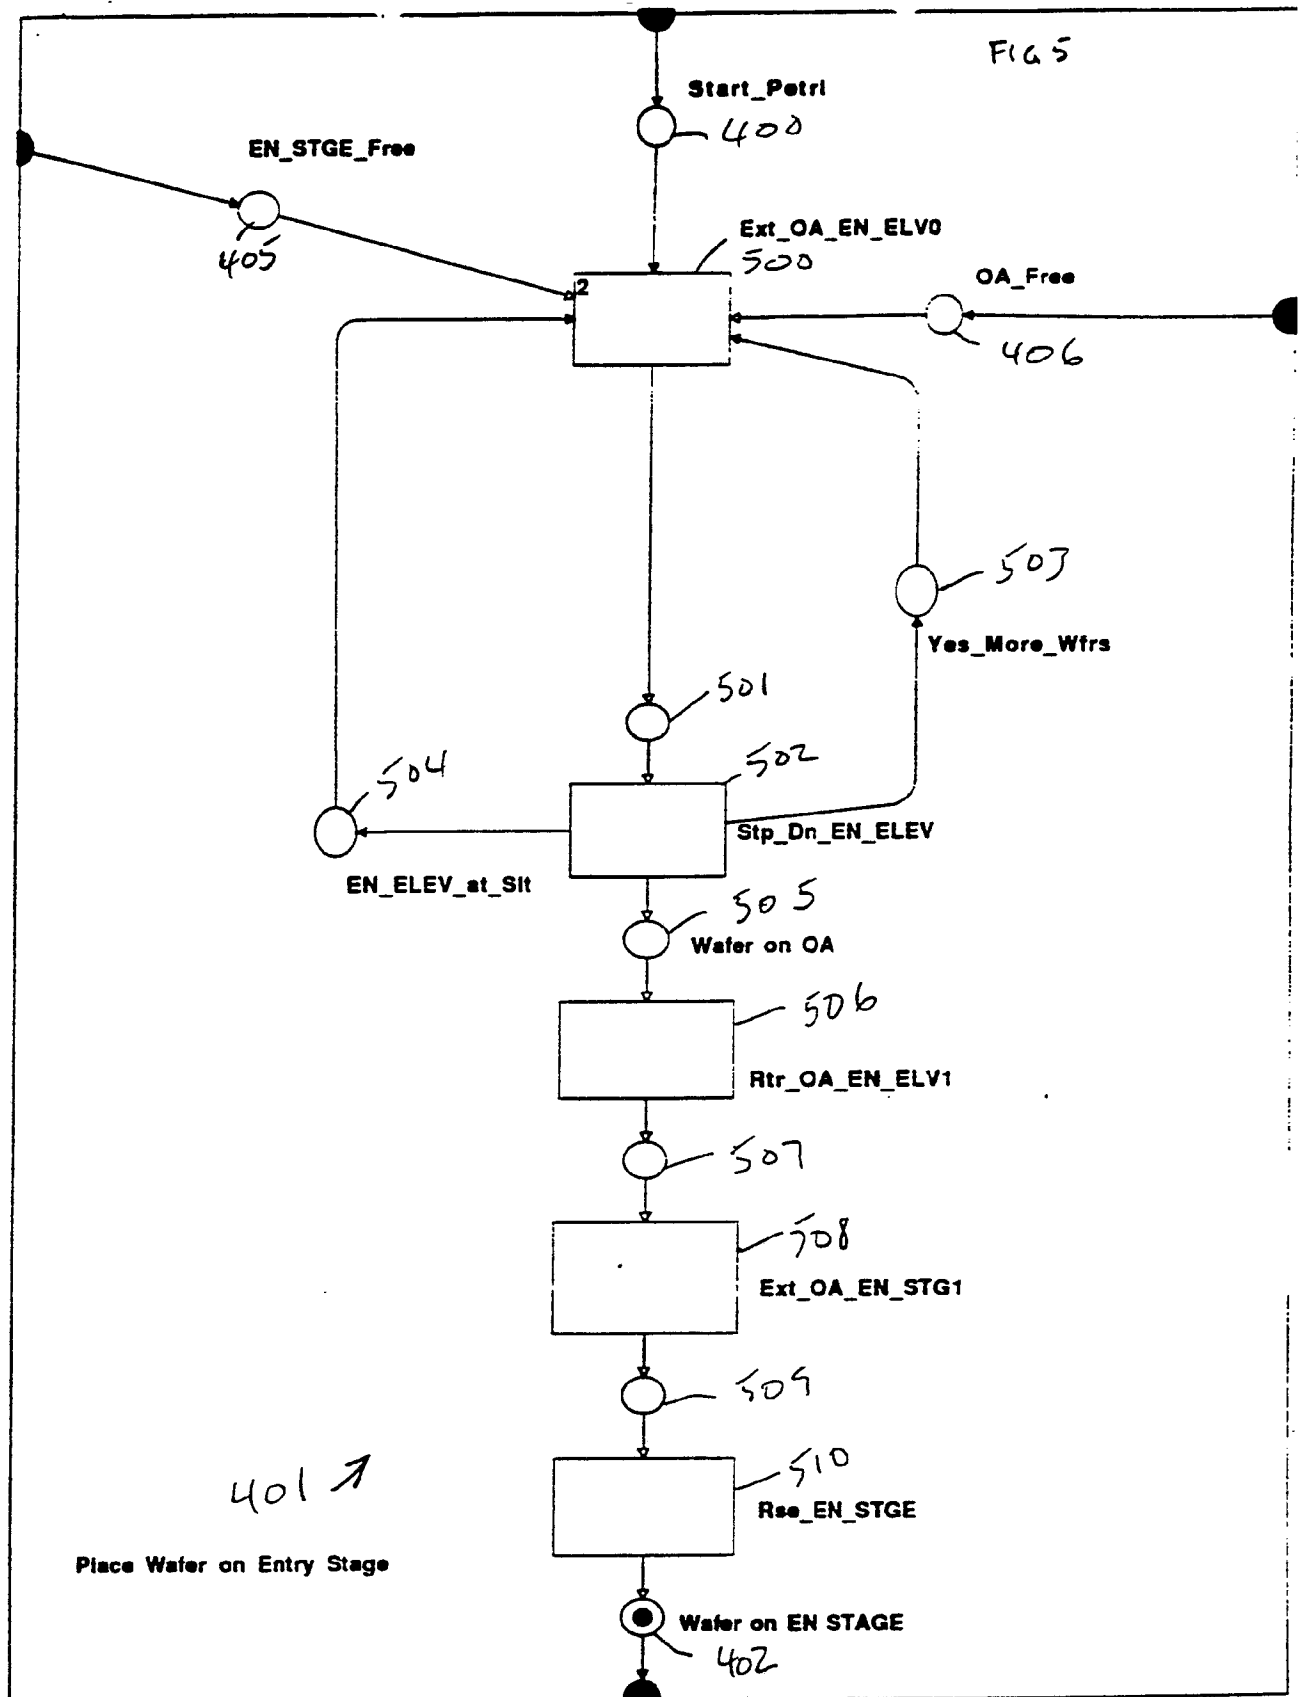 FIG 5
Start_Petri
400
EN_STGE_Free
405
Ext_OA_EN_ELV0
500
OA_Free
406
2
503
Yes_More_Wfrs
501
502
504
Stp_Dn_EN_ELEV
EN_ELEV_at_Slt
505
Wafer on OA
506
Rtr_OA_EN_ELV1
507
508
Ext_OA_EN_STG1
509
401
510
Rse_EN_STGE
Place Wafer on Entry Stage
Wafer on EN STAGE
402